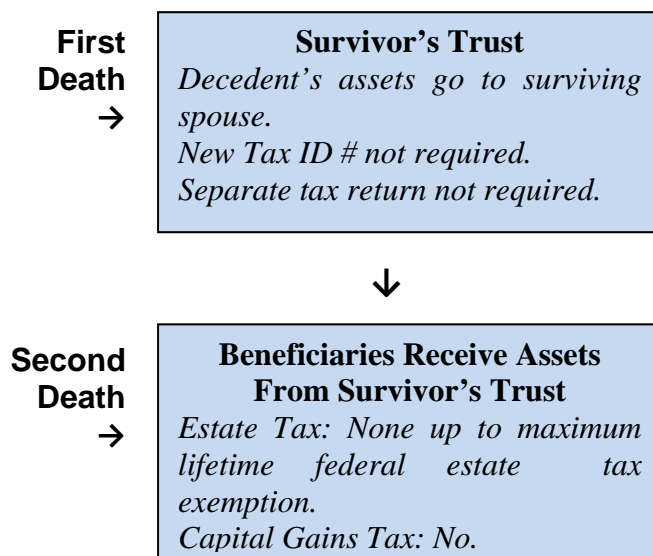 First
Death
→
Survivor's Trust
Decedent's assets go to surviving
spouse.
New Tax ID # not required.
Separate tax return not required.
↓
Second
Death
→
Beneficiaries Receive Assets
From Survivor's Trust
Estate Tax: None up to maximum
lifetime federal estate tax
exemption.
Capital Gains Tax: No.